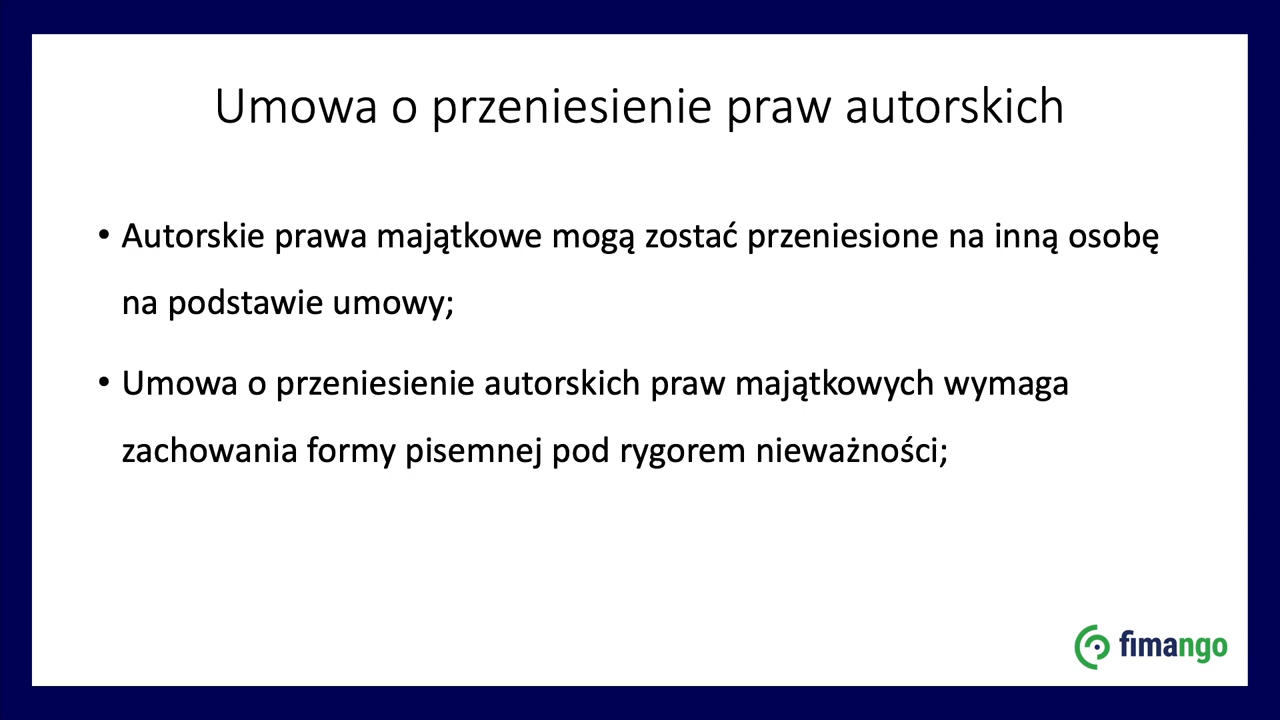 Umowa o przeniesienie praw autorskich
• Autorskie prawa majątkowe mogą zostać przeniesione na inną osobę
na podstawie umowy;
• Umowa o przeniesienie autorskich praw majątkowych wymaga
zachowania formy pisemnej pod rygorem nieważności;
fimango